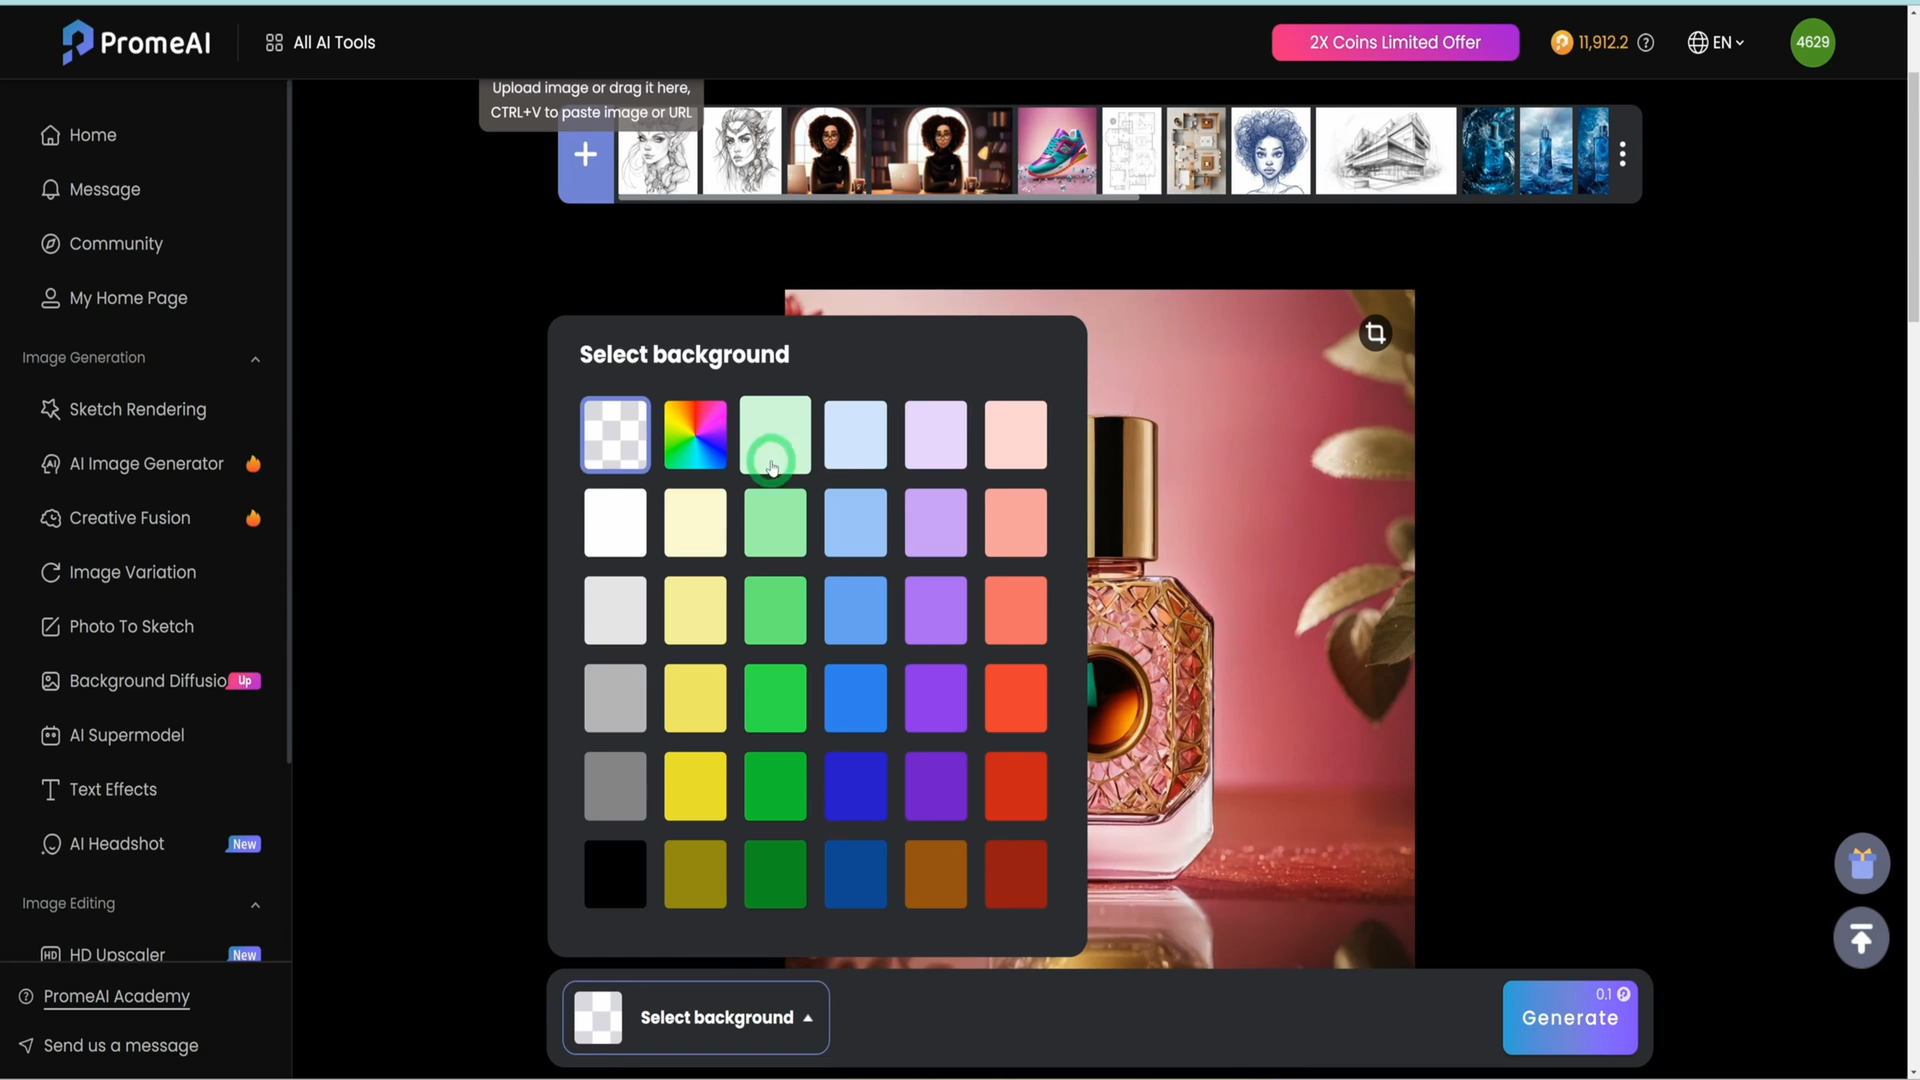 PromeAI
All AI Tools
2X Coins Limited Offer
11,912.2
EN
4629
Upload image or drag it here,
CTRL+V to paste image or URL
Home
Message
Community
My Home Page
Image Generation
Sketch Rendering
AI Image Generator
Creative Fusion
Image Variation
Photo To Sketch
Background Diffusio Up
AI Supermodel
Text Effects
AI Headshot New
Image Editing
HD HD Upscaler New
PromeAI Academy
Send us a message
Select background
Select background
0.1
Generate